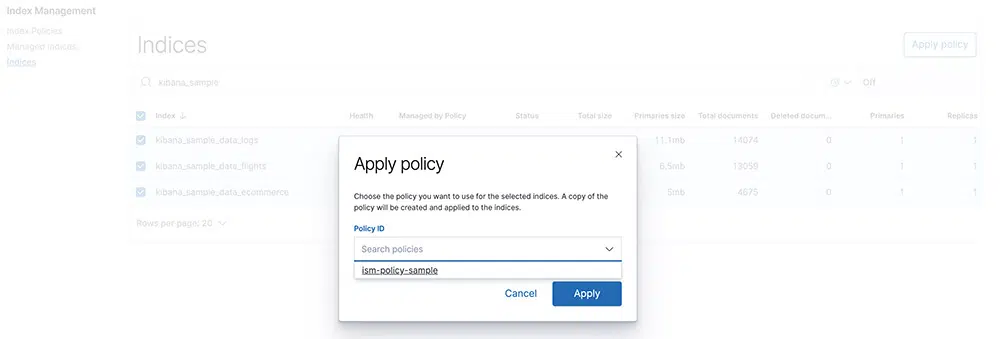 Index Management
Index Policies
Managed Indices
Indices
Indices
Apply policy
kibana_sample
Off
Index Health Managed by Policy Status Total size Primaries size Total documents Deleted docum... Primaries Replicas
kibana_sample_data_logs 11.1mb 14074 0 1 1
kibana_sample_data_flights 6.5mb 13059 0 1 1
kibana_sample_data_ecommerce 5mb 4675 0 1 1
Rows per page: 20
Apply policy
Choose the policy you want to use for the selected indices. A copy of the
policy will be created and applied to the indices.
Policy ID
Search policies
ism-policy-sample
Cancel
Apply